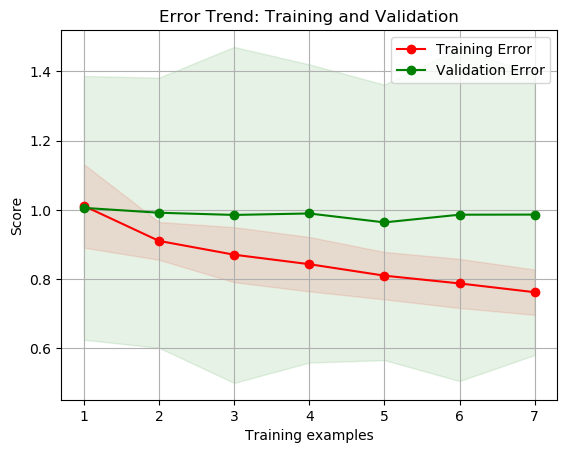 Error Trend: Training and Validation
Training Error
Validation Error
1.4
1.2
1.0
0.8
0.6
Score
1 2 3 4 5 6 7
Training examples